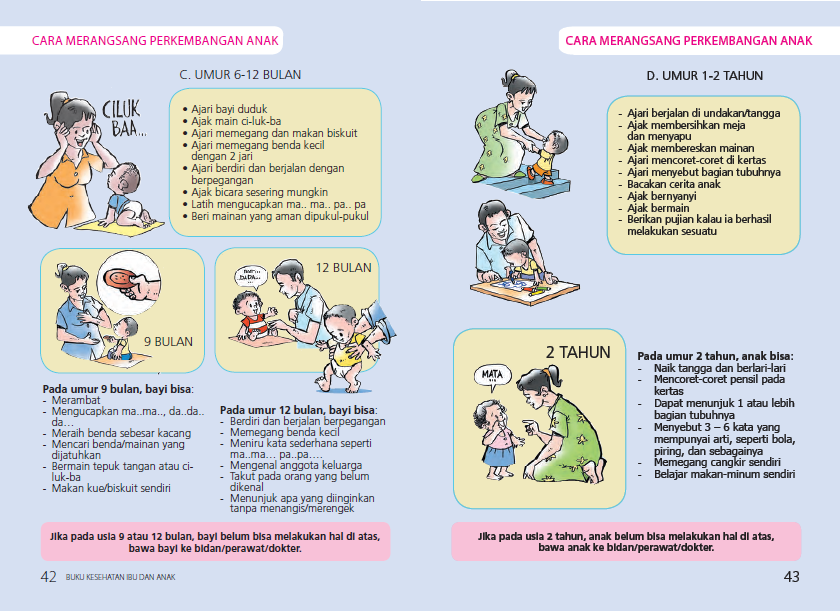 CARA MERANGSANG PERKEMBANGAN ANAK
C. UMUR 6-12 BULAN
CILUK
BAA...
• Ajari bayi duduk
• Ajak main ci-luk-ba
• Ajari memegang dan makan biskuit
• Ajari memegang benda kecil
dengan 2 jari
• Ajari berdiri dan berjalan dengan
berpegangan
• Ajak bicara sesering mungkin
• Latih mengucapkan ma.. ma.. pa.. pa
• Beri mainan yang aman dipukul-pukul
9 BULAN
12 BULAN
Pada umur 9 bulan, bayi bisa:
- Merambat
- Mengucapkan ma..ma.., da..da..
da...
- Meraih benda sebesar kacang
- Mencari benda/mainan yang
dijatuhkan
- Bermain tepuk tangan atau ci-
luk-ba
- Makan kue/biskuit sendiri
Pada umur 12 bulan, bayi bisa:
- Berdiri dan berjalan berpegangan
- Memegang benda kecil
- Meniru kata sederhana seperti
ma..ma... pa..pa....
- Mengenal anggota keluarga
- Takut pada orang yang belum
dikenal
- Menunjuk apa yang diinginkan
tanpa menangis/merengek
Jika pada usia 9 atau 12 bulan, bayi belum bisa melakukan hal di atas,
bawa bayi ke bidan/perawat/dokter.
42 BUKU KESEHATAN IBU DAN ANAK
CARA MERANGSANG PERKEMBANGAN ANAK
D. UMUR 1-2 TAHUN
- Ajari berjalan di undakan/tangga
- Ajak membersihkan meja
dan menyapu
- Ajak membereskan mainan
- Ajari mencoret-coret di kertas
- Ajari menyebut bagian tubuhnya
- Bacakan cerita anak
- Ajak bernyanyi
- Ajak bermain
- Berikan pujian kalau ia berhasil
melakukan sesuatu
2 TAHUN
MATA
...
Pada umur 2 tahun, anak bisa:
- Naik tangga dan berlari-lari
- Mencoret-coret pensil pada
kertas
- Dapat menunjuk 1 atau lebih
bagian tubuhnya
- Menyebut 3 – 6 kata yang
mempunyai arti, seperti bola,
piring, dan sebagainya
- Memegang cangkir sendiri
- Belajar makan-minum sendiri
Jika pada usia 2 tahun, anak belum bisa melakukan hal di atas,
bawa anak ke bidan/perawat/dokter.
43